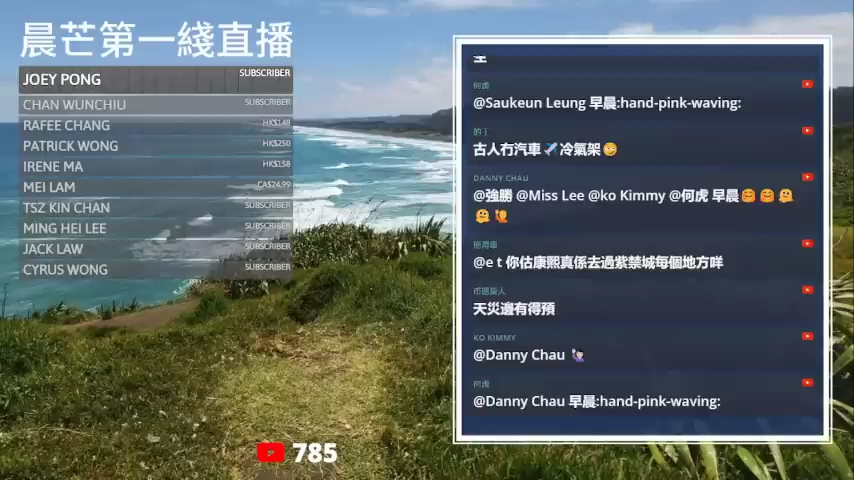 晨芒第一綫直播
JOEY PONG SUBSCRIBER
CHAN WUNCHIU SUBSCRIBER
RAFEE CHANG HK$148
PATRICK WONG HK$250
IRENE MA HK$158
MEI LAM CA$24.99
TSZ KIN CHAN SUBSCRIBER
MING HEI LEE SUBSCRIBER
JACK LAW SUBSCRIBER
CYRUS WONG SUBSCRIBER
785
何虎
@Saukeun Leung 早晨:hand-pink-waving:
古人冇汽車✈️冷氣架😳
DANNY CHAU
@強勝 @Miss Lee @ko Kimmy @何虎 早晨🤗 🤗 🫠
@e t 你估康熙真係去過紫禁城每個地方咩
天災邊有得預
KO KIMMY
@Danny Chau 🙋🏻‍♀️
何虎
@Danny Chau 早晨:hand-pink-waving: